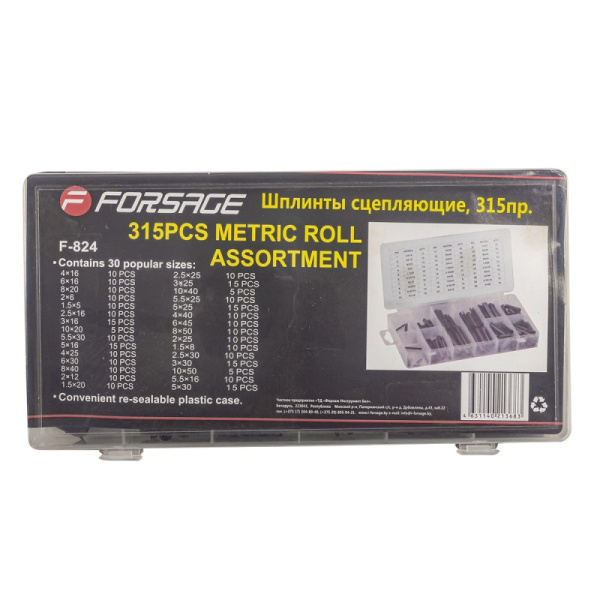 FORSAGE
Шплинты сцепляющие, 315пр.
315PCS METRIC ROLL
ASSORTMENT
F-824
• Contains 30 popular sizes:
4×16 10 PCS 2.5×25 10 PCS
6×16 10 PCS 3×25 15 PCS
8×20 10 PCS 10×40 5 PCS
2×6 10 PCS 5.5×25 10 PCS
1.5×5 10 PCS 5×25 15 PCS
2.5×16 10 PCS 4×40 10 PCS
3×16 15 PCS 6×45 10 PCS
10×20 5 PCS 8×50 10 PCS
5.5×30 10 PCS 2×25 10 PCS
5×16 15 PCS 1.5×8 10 PCS
4×25 10 PCS 2.5×30 10 PCS
6×30 10 PCS 3×30 15 PCS
8×40 10 PCS 10×50 5 PCS
2×12 10 PCS 5.5×16 10 PCS
1.5×20 10 PCS 5×30 15 PCS
• Convenient re-sealable plastic case.
Частное предприятие «ТД «Форсаж Инструмент Бел».
4631140213683